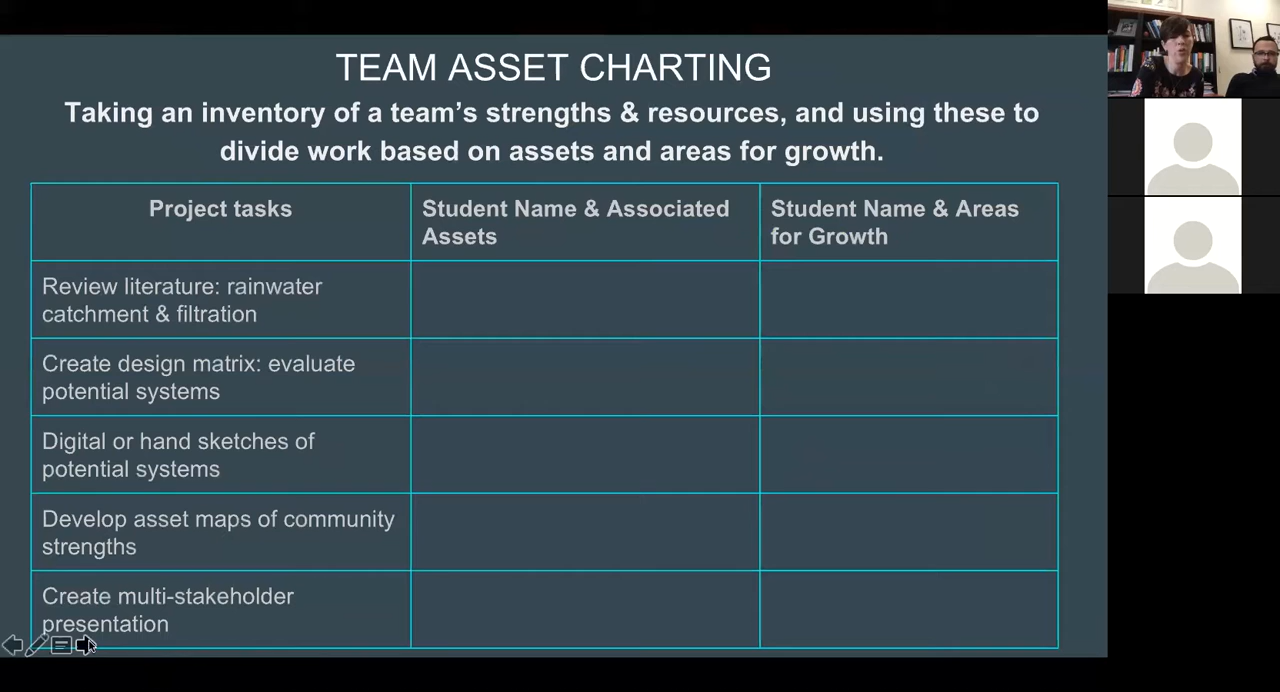 TEAM ASSET CHARTING
Taking an inventory of a team's strengths & resources, and using these to
divide work based on assets and areas for growth.
Project tasks
Student Name & Associated
Assets
Student Name & Areas
for Growth
Review literature: rainwater
catchment & filtration
Create design matrix: evaluate
potential systems
Digital or hand sketches of
potential systems
Develop asset maps of community
strengths
Create multi-stakeholder
presentation